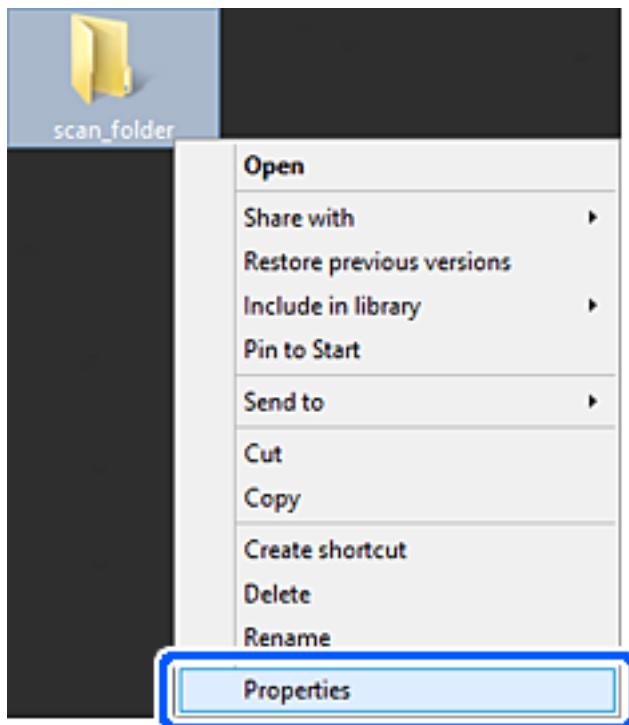 scan_folder
Open
Share with
Restore previous versions
Include in library
Pin to Start
Send to
Cut
Copy
Create shortcut
Delete
Rename
Properties